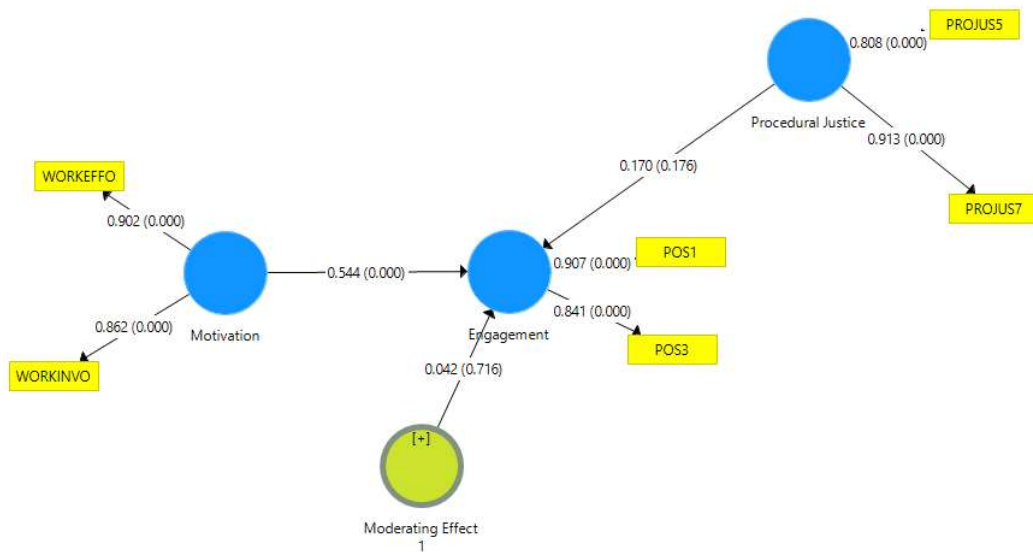 PROJUS5
0.808 (0.000)
Procedural Justice
0.913 (0.000)
WORKEFFO
0.170 (0.176)
PROJUS7
0.902 (0.000)
POS1
0.544 (0.000)
0.907 (0.000)
0.862 (0.000)
0.841 (0.000)
Motivation
Engagement
POS3
WORKINVO
0.042 (0.716)
[+]
Moderating Effect
1